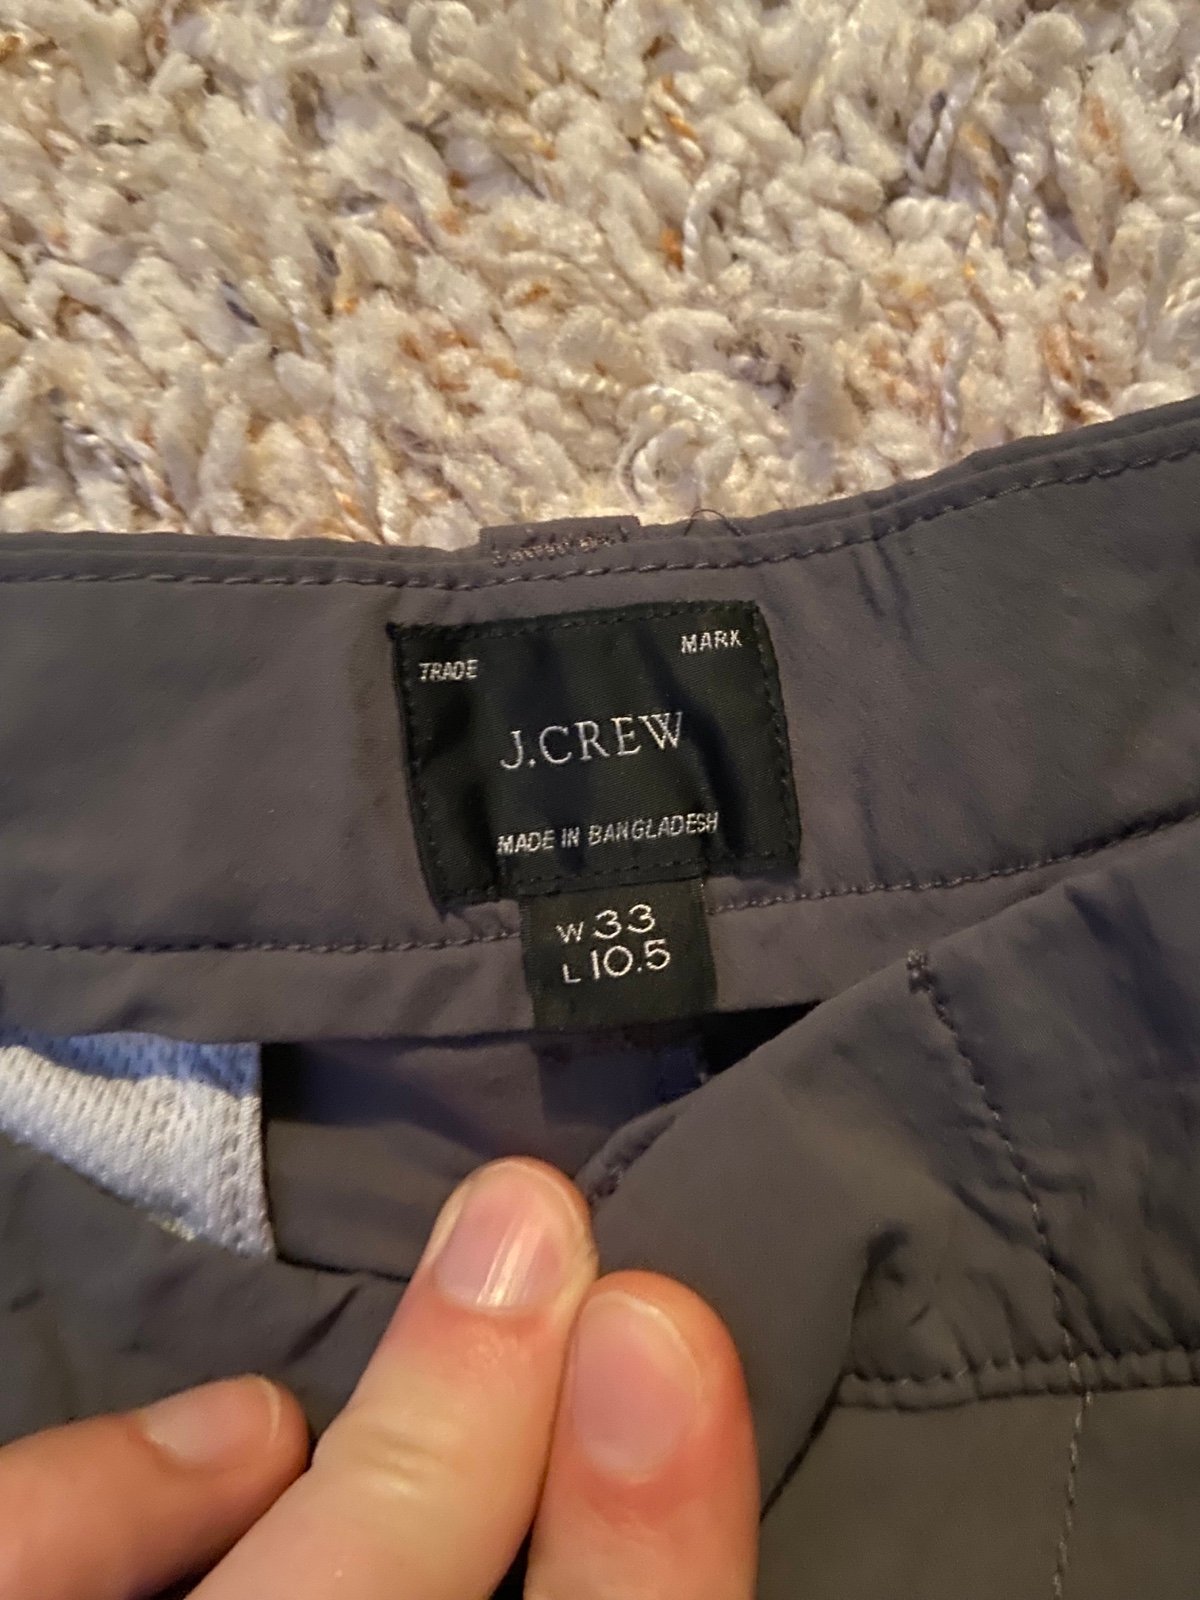 TRADE MARK
J.CREW
MADE IN BANGLADESH
W 33
L 10.5